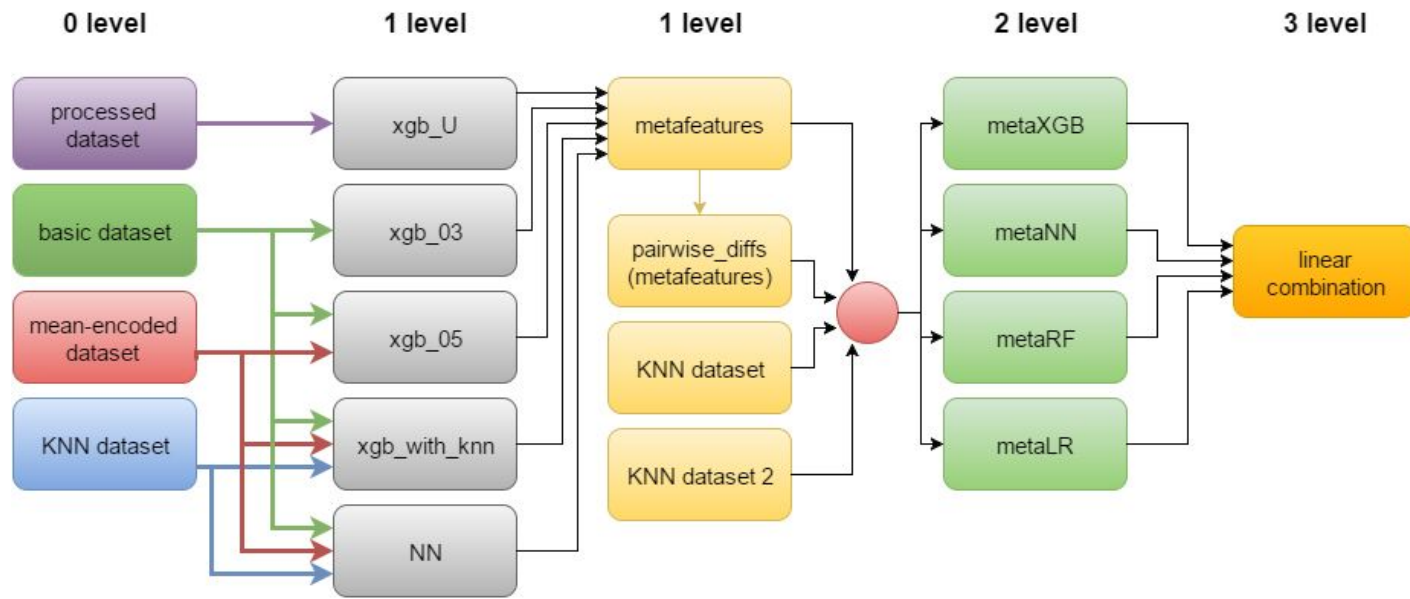 0 level
1 level
1 level
2 level
3 level
processed
dataset
basic dataset
mean-encoded
dataset
KNN dataset
xgb_U
xgb_03
xgb_05
xgb_with_knn
NN
metafeatures
pairwise_diffs
(metafeatures)
KNN dataset
KNN dataset 2
metaXGB
metaNN
metaRF
metaLR
linear
combination